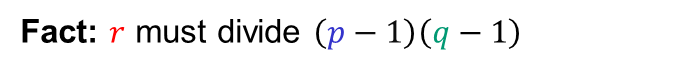 Fact: r must divide (p − 1)(q − 1)